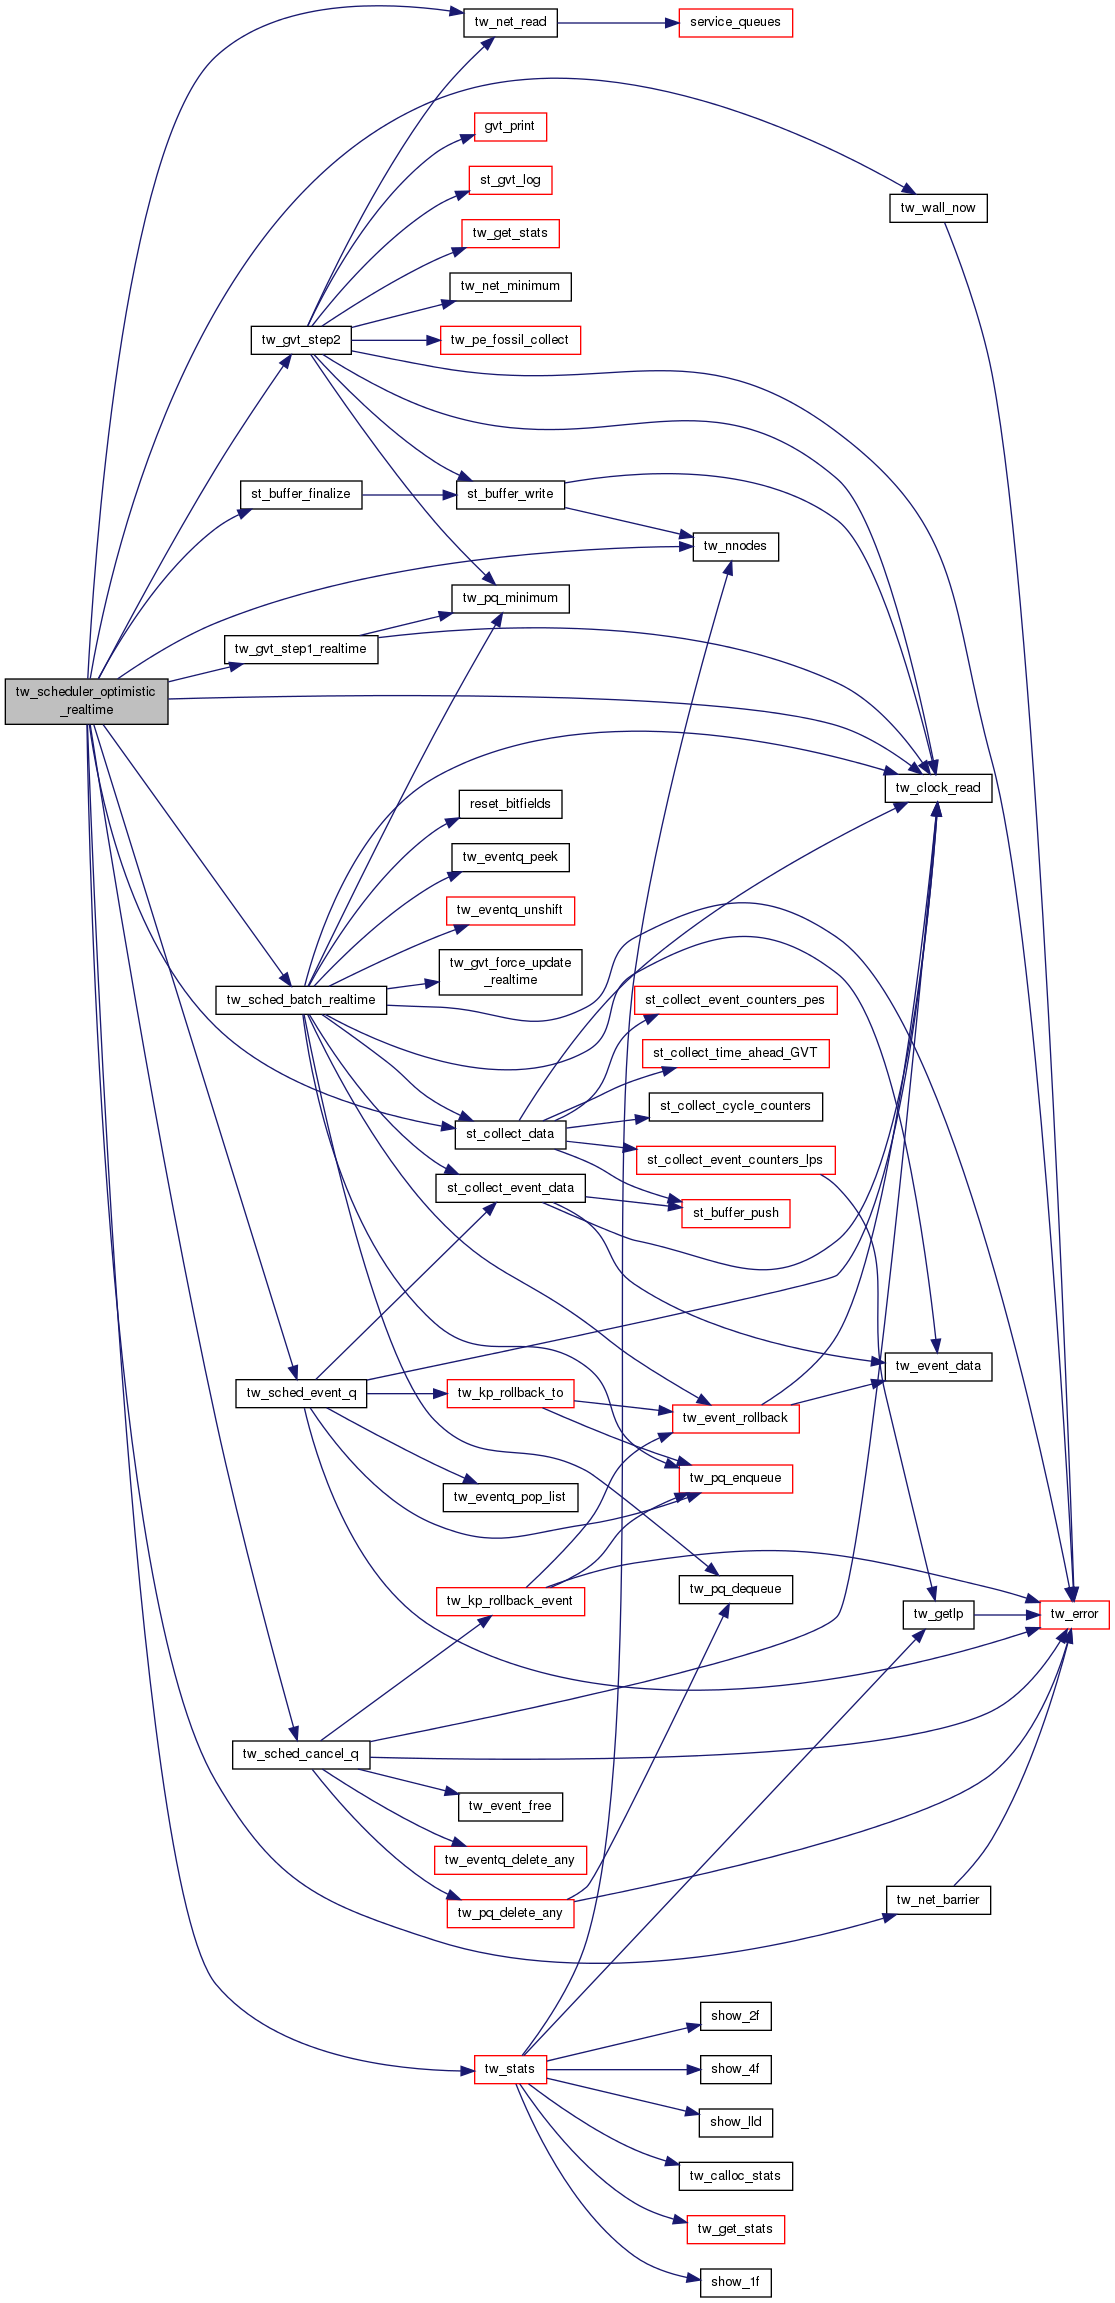 tw_net_read
service_queues
gvt_print
st_gvt_log
tw_wall_now
tw_get_stats
tw_net_minimum
tw_gvt_step2
tw_pe_fossil_collect
st_buffer_finalize
st_buffer_write
tw_nnodes
tw_pq_minimum
tw_gvt_step1_realtime
tw_scheduler_optimistic
_realtime
tw_clock_read
reset_bitfields
tw_eventq_peek
tw_eventq_unshift
tw_gvt_force_update
_realtime
tw_sched_batch_realtime
st_collect_event_counters_pes
st_collect_time_ahead_GVT
st_collect_cycle_counters
st_collect_data
st_collect_event_counters_lps
st_collect_event_data
st_buffer_push
tw_event_data
tw_sched_event_q
tw_kp_rollback_to
tw_event_rollback
tw_pq_enqueue
tw_eventq_pop_list
tw_pq_dequeue
tw_kp_rollback_event
tw_getlp
tw_error
tw_sched_cancel_q
tw_event_free
tw_eventq_delete_any
tw_net_barrier
tw_pq_delete_any
show_2f
tw_stats
show_4f
show_lld
tw_calloc_stats
tw_get_stats
show_1f